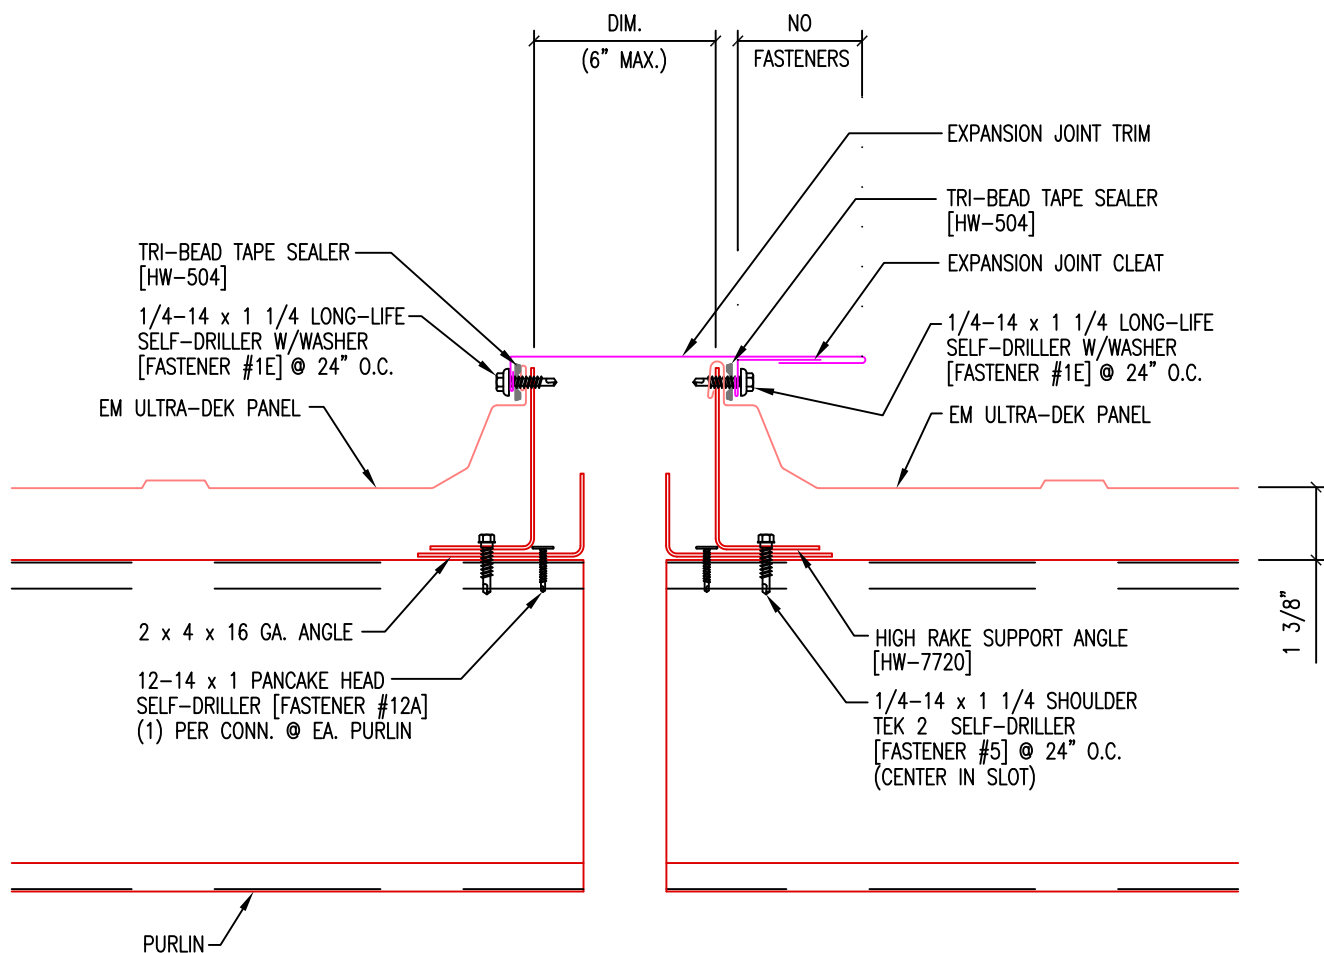 DIM.
(6" MAX.)
NO
FASTENERS
EXPANSION JOINT TRIM
TRI-BEAD TAPE SEALER
[HW-504]
EXPANSION JOINT CLEAT
1/4-14 x 1 1/4 LONG-LIFE
SELF-DRILLER W/WASHER
[FASTENER #1E] @ 24" O.C.
EM ULTRA-DEK PANEL
TRI-BEAD TAPE SEALER
[HW-504]
1/4-14 x 1 1/4 LONG-LIFE
SELF-DRILLER W/WASHER
[FASTENER #1E] @ 24" O.C.
EM ULTRA-DEK PANEL
1 3/8"
2 x 4 x 16 GA. ANGLE
12-14 x 1 PANCAKE HEAD
SELF-DRILLER [FASTENER #12A]
(1) PER CONN. @ EA. PURLIN
HIGH RAKE SUPPORT ANGLE
[HW-7720]
1/4-14 x 1 1/4 SHOULDER
TEK 2 SELF-DRILLER
[FASTENER #5] @ 24" O.C.
(CENTER IN SLOT)
PURLIN